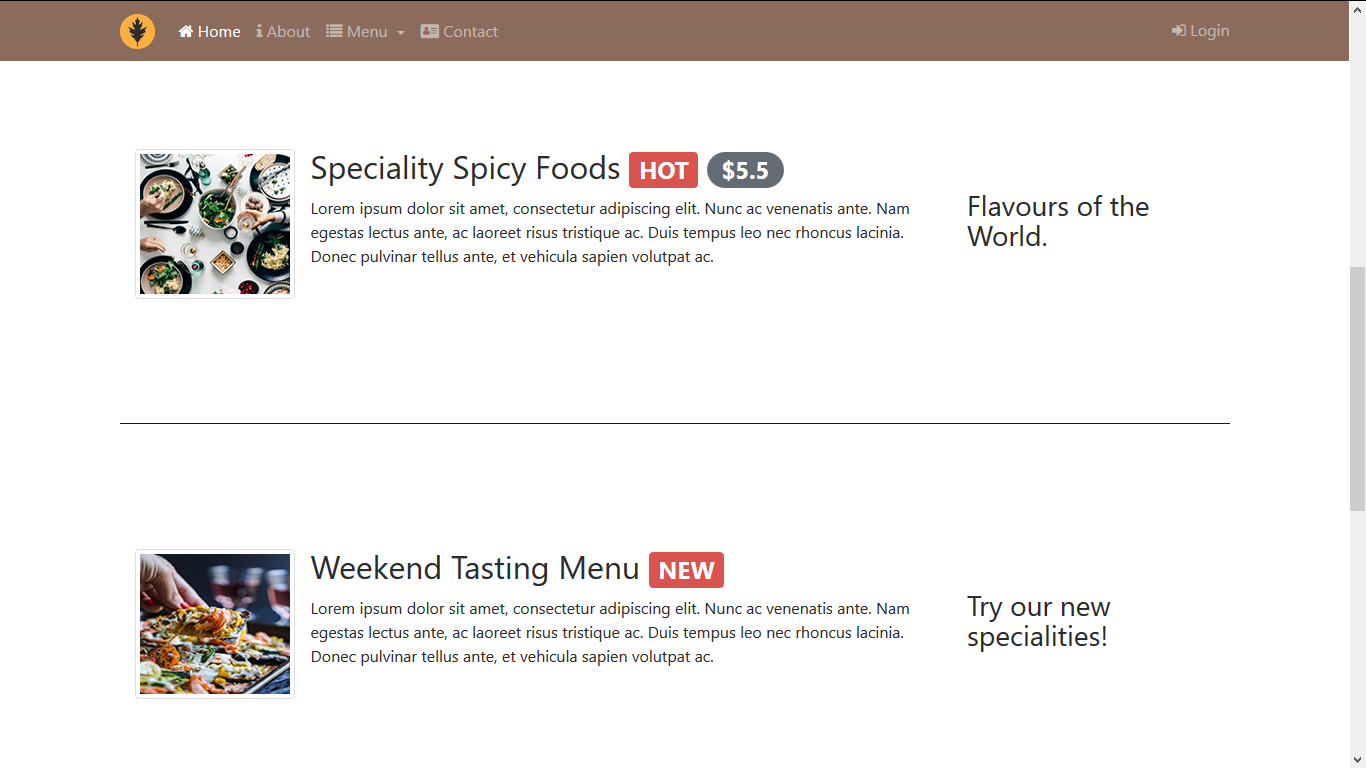 Home About Menu Contact Login
Speciality Spicy Foods HOT $5.5
Lorem ipsum dolor sit amet, consectetur adipiscing elit. Nunc ac venenatis ante. Nam
egestas lectus ante, ac laoreet risus tristique ac. Duis tempus leo nec rhoncus lacinia.
Donec pulvinar tellus ante, et vehicula sapien volutpat ac.
Flavours of the
World.
Weekend Tasting Menu NEW
Lorem ipsum dolor sit amet, consectetur adipiscing elit. Nunc ac venenatis ante. Nam
egestas lectus ante, ac laoreet risus tristique ac. Duis tempus leo nec rhoncus lacinia.
Donec pulvinar tellus ante, et vehicula sapien volutpat ac.
Try our new
specialities!